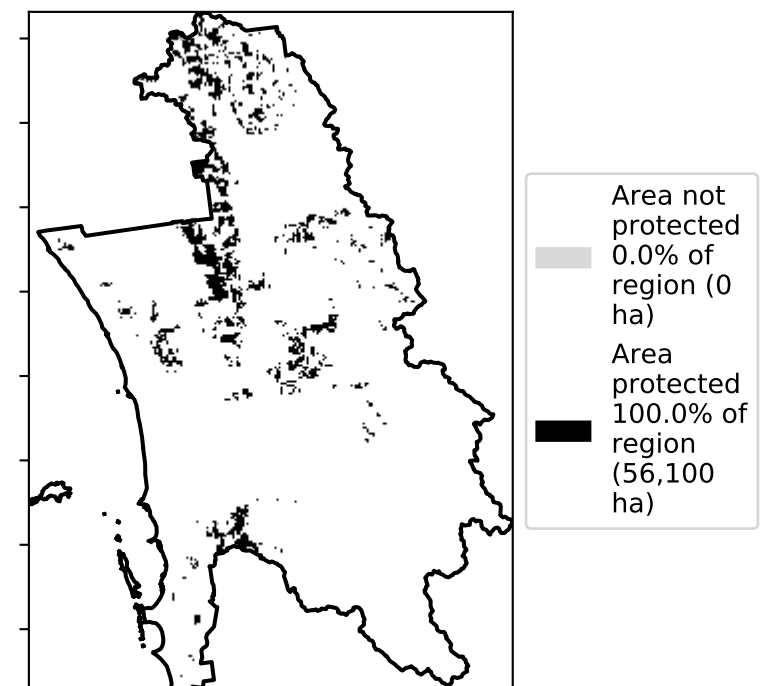 Area not
protected
0.0% of
region (0
ha)
Area
protected
100.0% of
region
(56,100
ha)